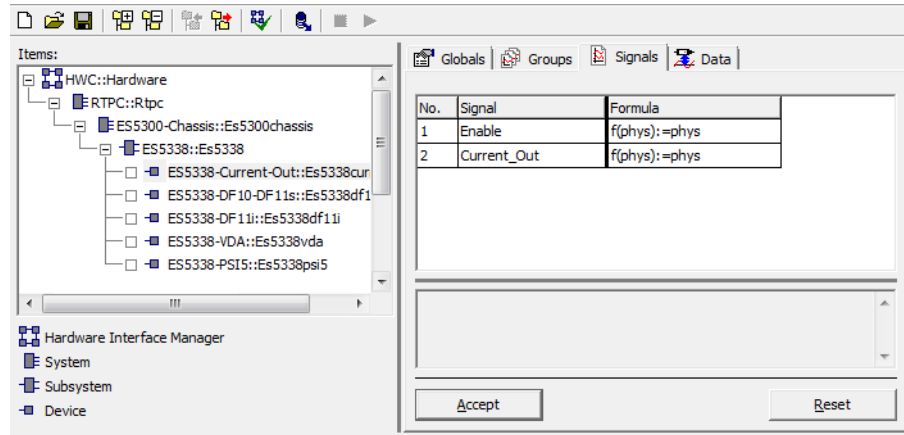 Items:
HWC::Hardware
RTPC::Rtpc
ES5300-Chassis::Es5300chassis
ES5338::Es5338
ES5338-Current-Out::Es5338cur
ES5338-DF10-DF11s::Es5338df1
ES5338-DF11i::Es5338df11i
ES5338-VDA::Es5338vda
ES5338-PSI5::Es5338psi5
Hardware Interface Manager
System
Subsystem
Device
Globals Groups Signals Data
No. Signal Formula
1 Enable f(phys):=phys
2 Current_Out f(phys):=phys
Accept Reset